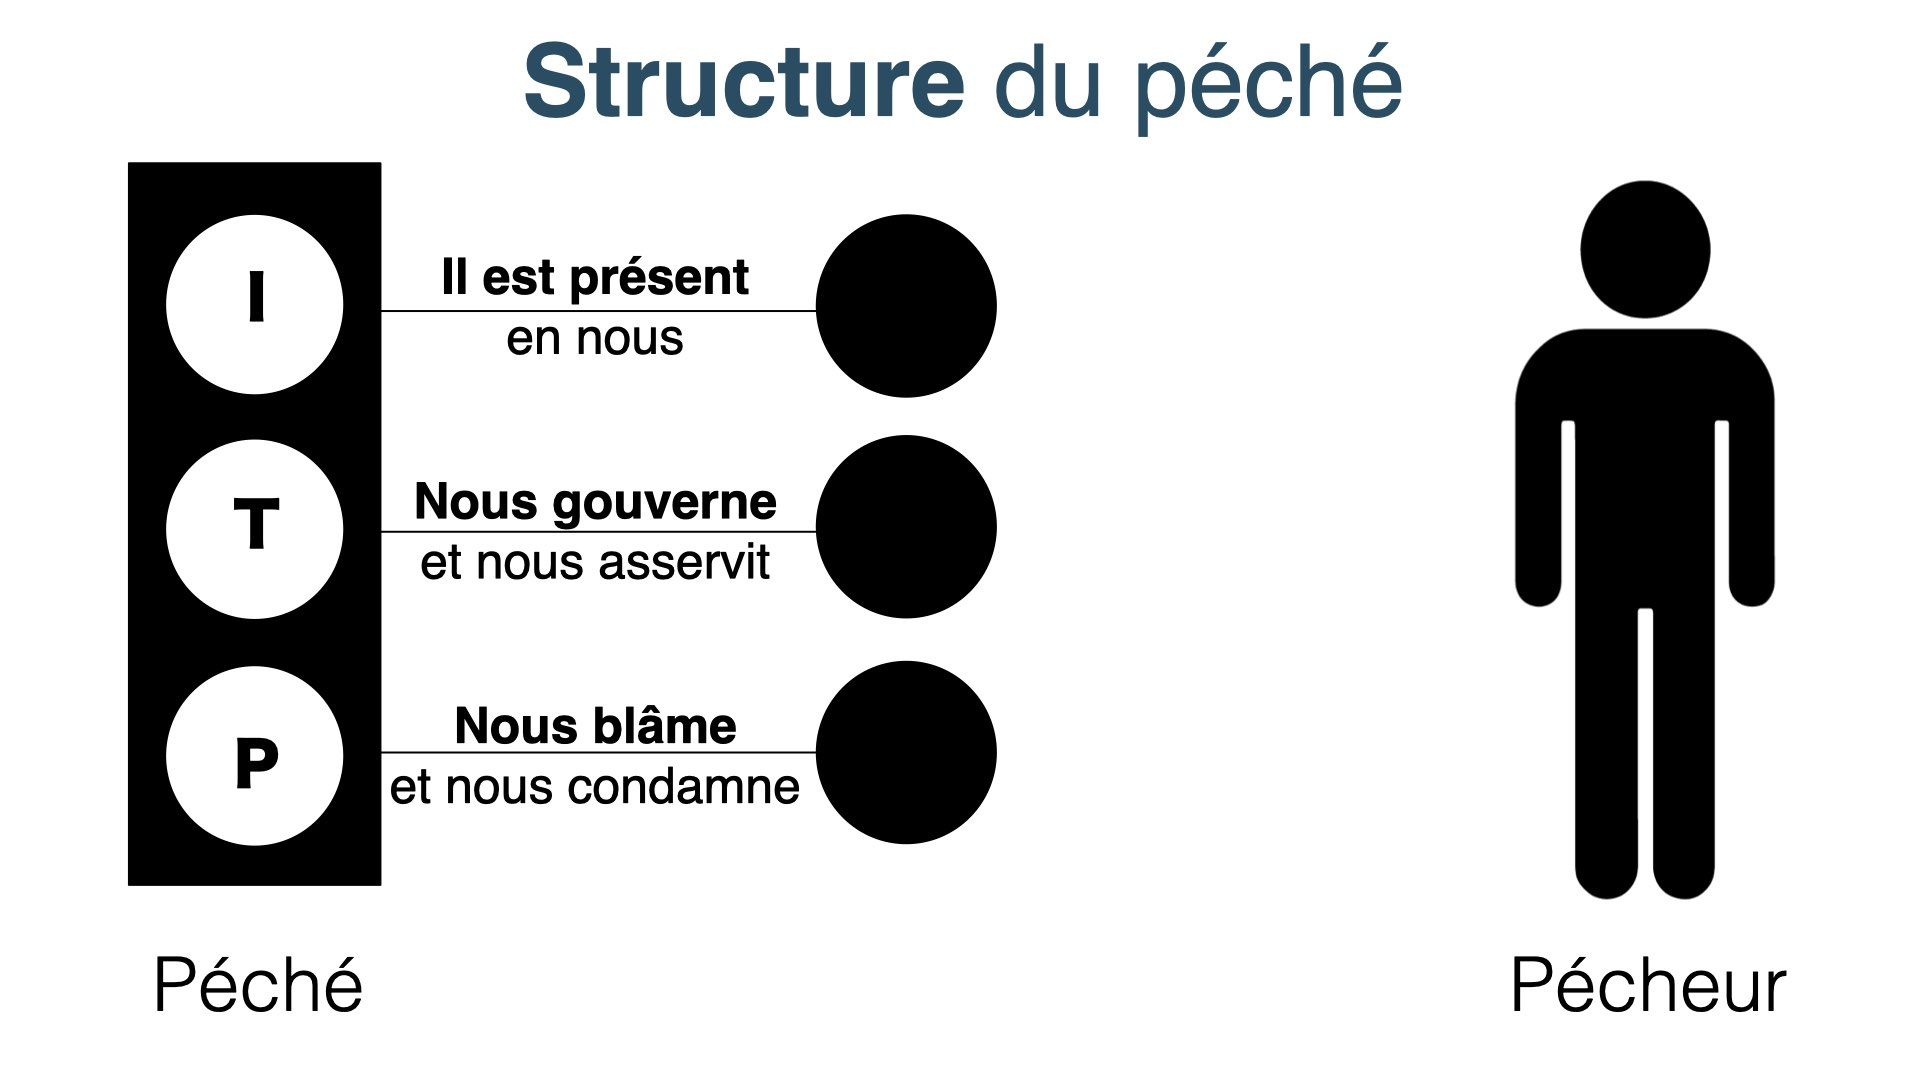 Structure du péché
I
Il est présent
en nous
T
Nous gouverne
et nous asservit
P
Nous blâme
et nous condamne
Péché
Pécheur